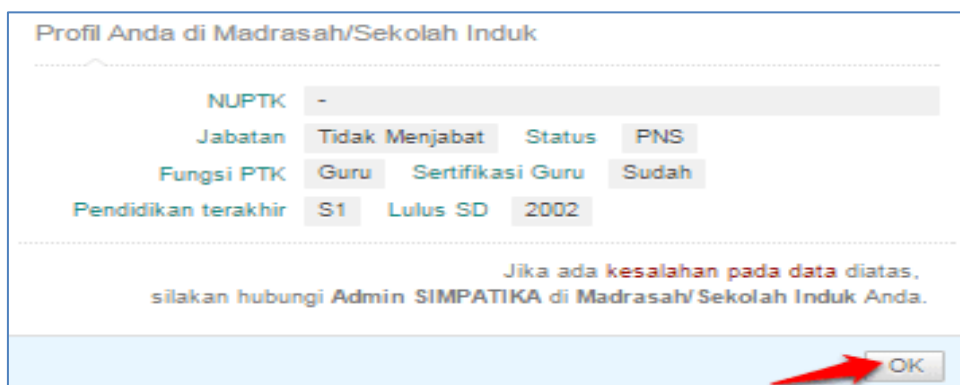 Profil Anda di Madrasah/Sekolah Induk
NUPTK -
Jabatan Tidak Menjabat Status PNS
Fungsi PTK Guru Sertifikasi Guru Sudah
Pendidikan terakhir S1 Lulus SD 2002
Jika ada kesalahan pada data diatas,
silakan hubungi Admin SIMPATIKA di Madrasah/Sekolah Induk Anda.
OK